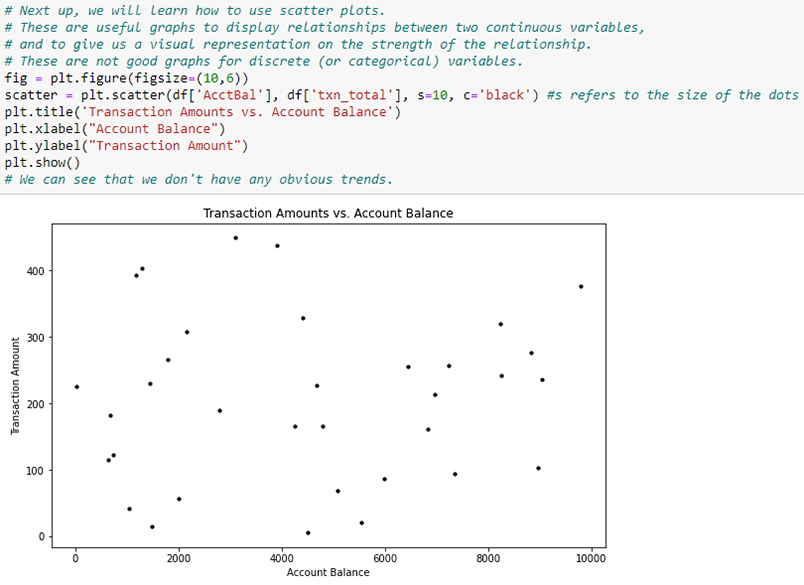 # Next up, we will learn how to use scatter plots.
# These are useful graphs to display relationships between two continuous variables,
# and to give us a visual representation on the strength of the relationship.
# These are not good graphs for discrete (or categorical) variables.
fig = plt.figure(figsize=(10,6))
scatter = plt.scatter(df['AcctBal'], df['txn_total'], s=10, c='black') #s refers to the size of the dots
plt.title('Transaction Amounts vs. Account Balance')
plt.xlabel("Account Balance")
plt.ylabel("Transaction Amount")
plt.show()
# We can see that we don't have any obvious trends.
Transaction Amounts vs. Account Balance
Transaction Amount
400
300
200
100
0
0 2000 4000 6000 8000 10000
Account Balance